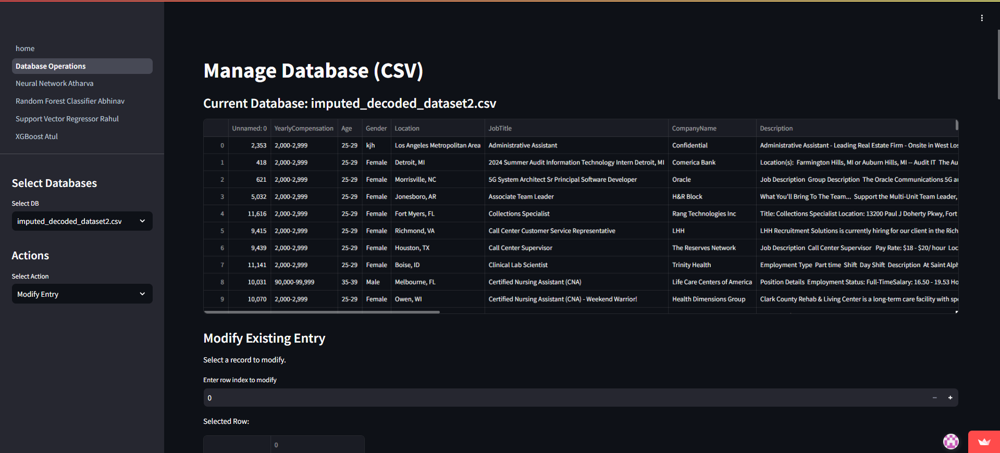 home
Database Operations
Neural Network Atharva
Random Forest Classifier Abhinav
Support Vector Regressor Rahul
XGBoost Atul
Select Databases
Select DB
imputed_decoded_dataset2.csv
Actions
Select Action
Modify Entry
Manage Database (CSV)
Current Database: imputed_decoded_dataset2.csv
Unnamed: 0 YearlyCompensation Age Gender Location JobTitle CompanyName Description
0 2,353 2,000-2,999 25-29 kjh Los Angeles Metropolitan Area Administrative Assistant Confidential Administrative Assistant - Leading Real Estate Firm - Onsite in West Los
1 418 2,000-2,999 25-29 Female Detroit, MI 2024 Summer Audit Information Technology Intern Detroit, MI Comerica Bank Location(s): Farmington Hills, MI or Auburn Hills, MI -- Audit IT The Au
2 621 2,000-2,999 25-29 Female Morrisville, NC 5G System Architect Sr Principal Software Developer Oracle Job Description Group Description The Oracle Communications 5G ar
3 5,032 2,000-2,999 25-29 Female Jonesboro, AR Associate Team Leader H&R Block What You'll Bring To The Team... Support the Multi-Unit Team Leader,
4 11,616 2,000-2,999 25-29 Female Fort Myers, FL Collections Specialist Rang Technologies Inc Title: Collections Specialist Location: 13200 Paul J Doherty Pkwy, Fort
5 9,415 2,000-2,999 25-29 Female Richmond, VA Call Center Customer Service Representative LHH LHH Recruitment Solutions is currently hiring for our client in the Rich
6 9,439 2,000-2,999 25-29 Female Houston, TX Call Center Supervisor The Reserves Network Job Description Call Center Supervisor Pay Rate: $18 - $20/ hour Loc
7 11,141 2,000-2,999 25-29 Female Boise, ID Clinical Lab Scientist Trinity Health Employment Type Part time Shift Day Shift Description At Saint Alph
8 10,031 90,000-99,999 35-39 Male Melbourne, FL Certified Nursing Assistant (CNA) Life Care Centers of America Position Details Employment Status: Full-TimeSalary: 16.50 - 19.53 Ho
9 10,070 2,000-2,999 25-29 Female Owen, WI Certified Nursing Assistant (CNA) - Weekend Warrior! Health Dimensions Group Clark County Rehab & Living Center is a long-term care facility with spe
Modify Existing Entry
Select a record to modify.
Enter row index to modify
0
Selected Row:
0